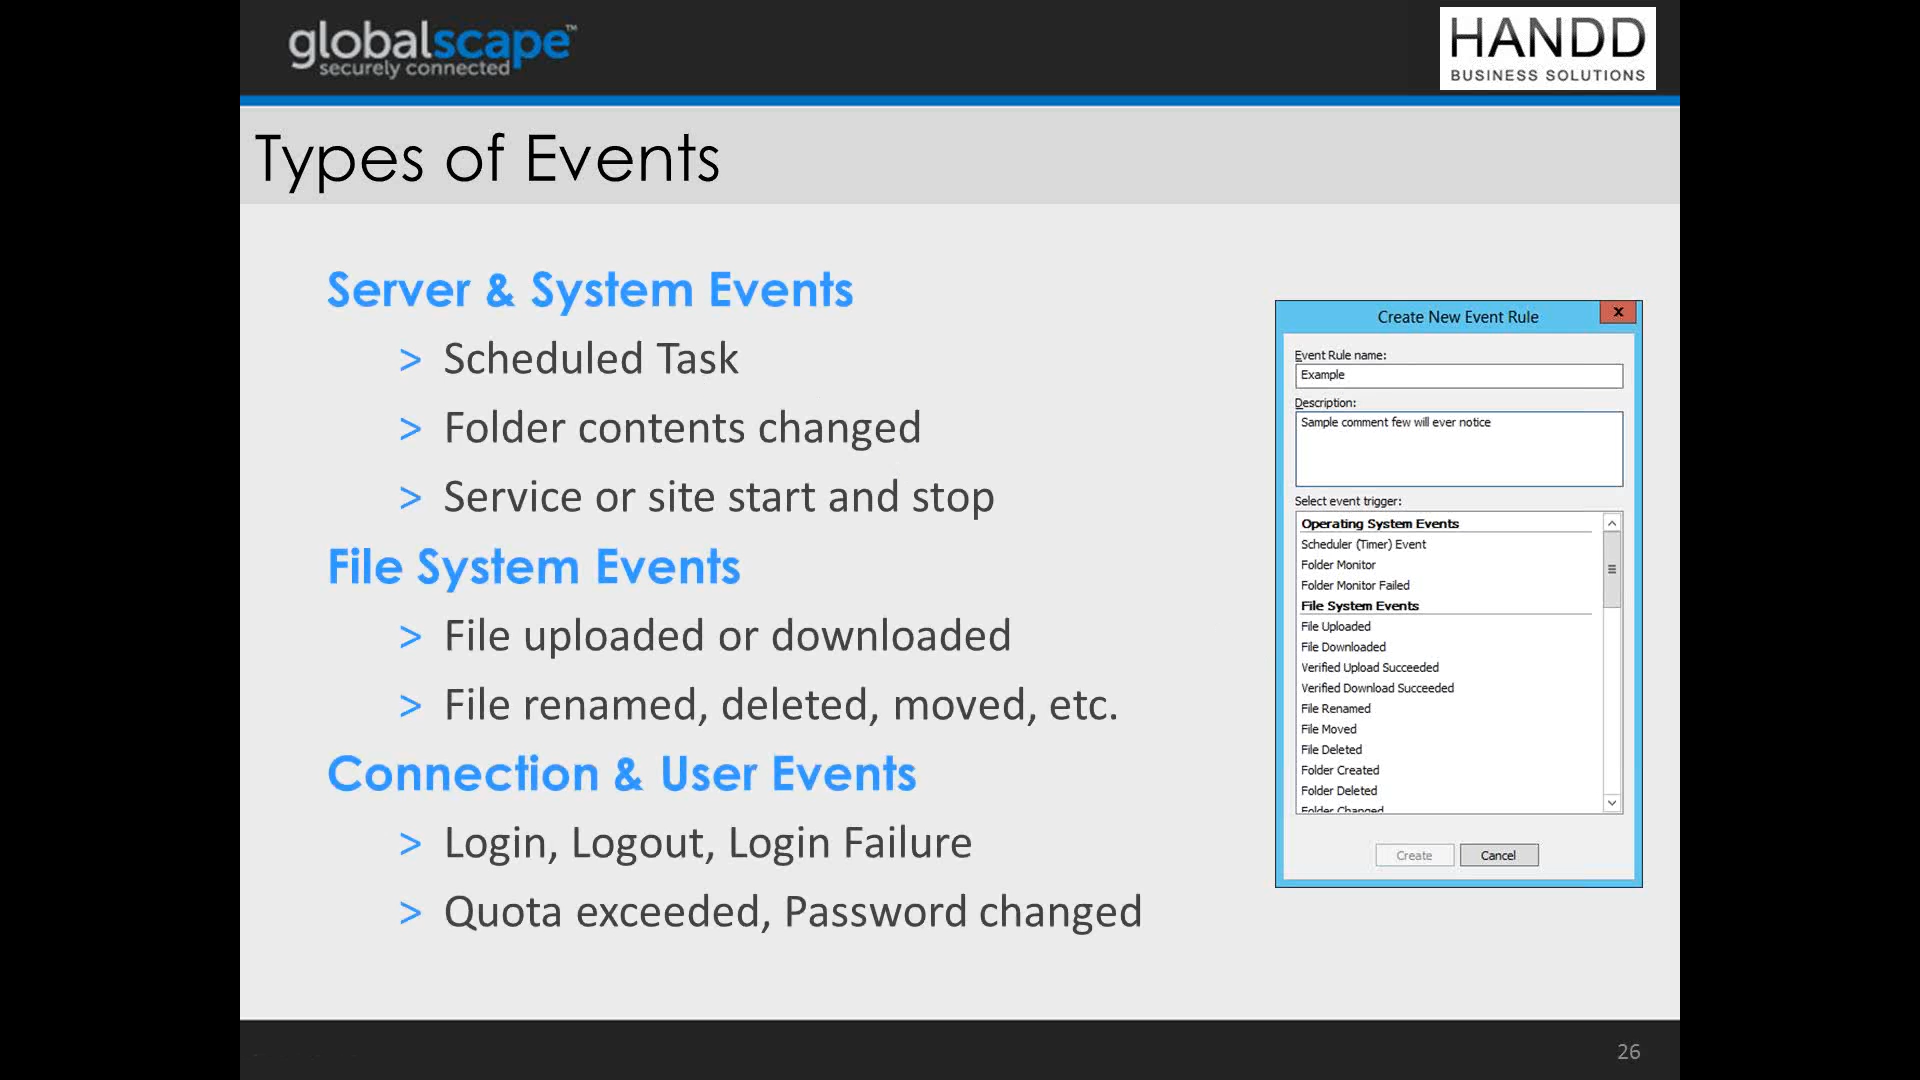 globalscape™
securely connected
HANDD
BUSINESS SOLUTIONS
Types of Events
Server & System Events
> Scheduled Task
> Folder contents changed
> Service or site start and stop
File System Events
> File uploaded or downloaded
> File renamed, deleted, moved, etc.
Connection & User Events
> Login, Logout, Login Failure
> Quota exceeded, Password changed
Create New Event Rule
x
Event Rule name:
Example
Description:
Sample comment few will ever notice
Select event trigger:
Operating System Events
Scheduler (Timer) Event
Folder Monitor
Folder Monitor Failed
File System Events
File Uploaded
File Downloaded
Verified Upload Succeeded
Verified Download Succeeded
File Renamed
File Moved
File Deleted
Folder Created
Folder Deleted
Folder Changed
Create Cancel
26